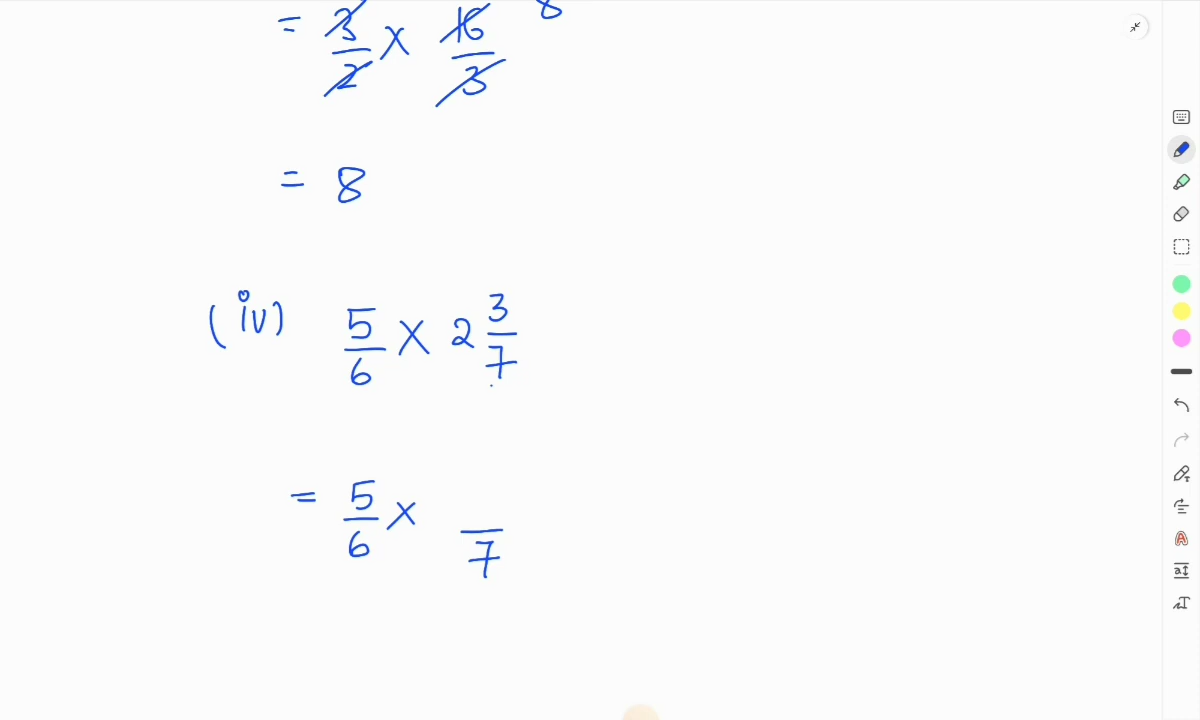 = 3/2 × 16/3 8
= 8
(iv) 5/6 × 2 3/7
= 5/6 × /7